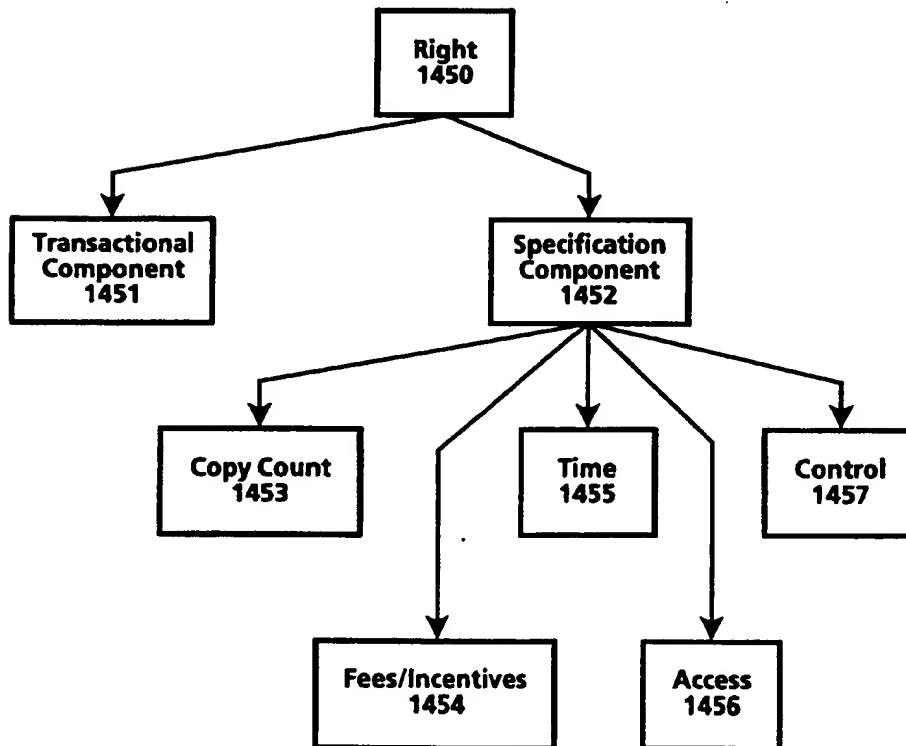 Right
1450
Transactional
Component
1451
Specification
Component
1452
Copy Count
1453
Time
1455
Control
1457
Fees/Incentives
1454
Access
1456